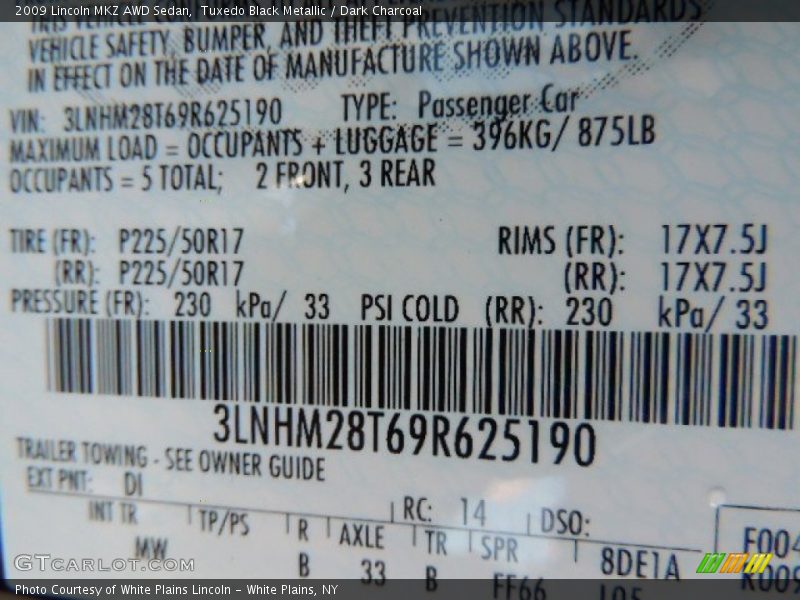 2009 Lincoln MKZ AWD Sedan, Tuxedo Black Metallic / Dark Charcoal
PREVENTION STANDARDS
VEHICLE SAFETY, BUMPER, AND THEFT
IN EFFECT ON THE DATE OF MANUFACTURE SHOWN ABOVE.
VIN: 3LNHM28T69R625190 TYPE: Passenger Car
MAXIMUM LOAD = OCCUPANTS + LUGGAGE = 396KG/ 875LB
OCCUPANTS = 5 TOTAL; 2 FRONT, 3 REAR
TIRE (FR): P225/50R17 RIMS (FR): 17X7.5J
(RR): P225/50R17 (RR): 17X7.5J
PRESSURE (FR): 230 kPa/ 33 PSI COLD (RR): 230 kPa/ 33
3LNHM28T69R625190
TRAILER TOWING - SEE OWNER GUIDE
EXT PNT: DI RC: 14 DSO:
INT TR TP/PS R AXLE TR SPR
MW B 33 B FF66 8DE1A F004
R009
GTCarLot.com
Photo Courtesy of White Plains Lincoln - White Plains, NY